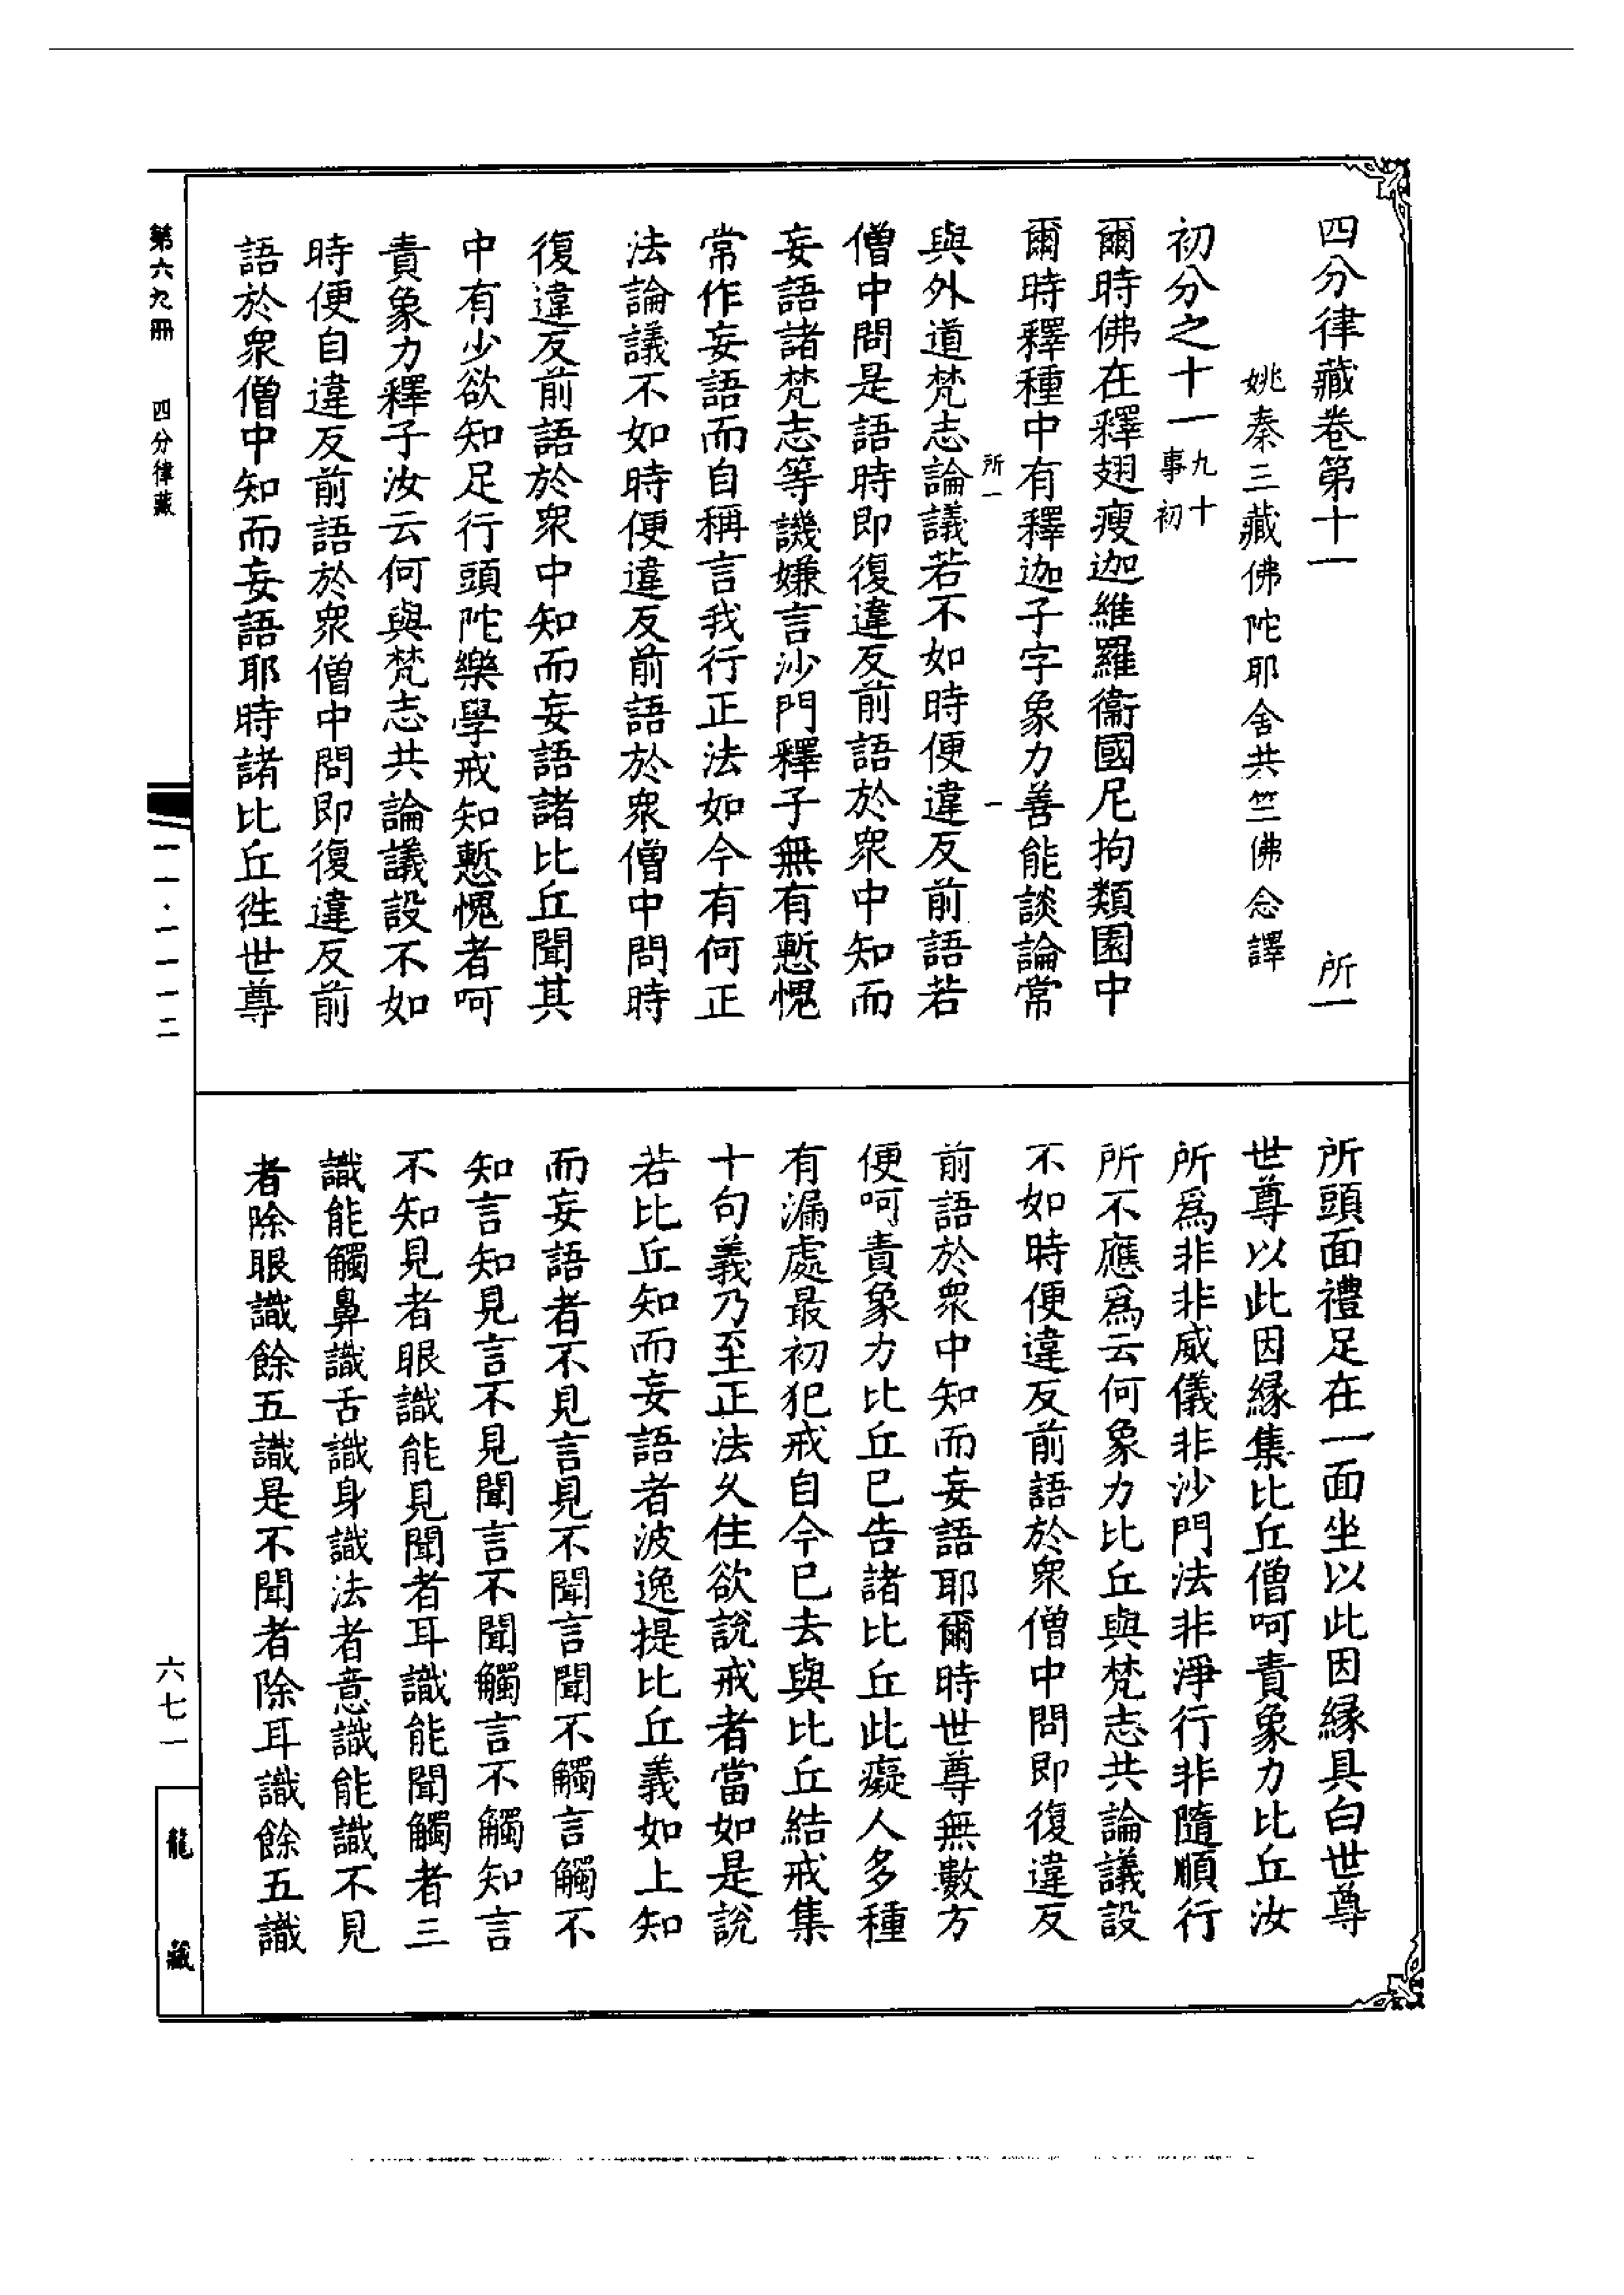 四分律藏卷第十一　所一
姚秦三藏佛陀耶舍共竺佛念譯
初分之十一九十事初
爾時佛在釋翅瘦迦維羅衞國尼拘類園中
爾時釋種中有釋迦子字象力善能談論常
所一　一
與外道梵志論議若不如時便違反前語若
僧中問是語時即復違反前語於衆中知而
妄語諸梵志等譏嫌言沙門釋子無有慙愧
常作妄語而自稱言我行正法如今有何正
法論議不如時便違反前語於衆僧中問時
復違反前語於衆中知而妄語諸比丘聞其
中有少欲知足行頭陀樂學戒知慙愧者呵
責象力釋子汝云何與梵志共論議設不如
時便自違反前語於衆僧中問即復違反前
語於衆僧中知而妄語耶時諸比丘徃世尊
所頭面禮足在一面坐以此因緣具白世尊
世尊以此因緣集比丘僧呵責象力比丘汝
所爲非非威儀非沙門法非淨行非隨順行
所不應爲云何象力比丘與梵志共論議設
不如時便違反前語於衆僧中問即復違反
前語於衆中知而妄語耶爾時世尊無數方
便呵責象力比丘已告諸比丘此癡人多種
有漏處最初犯戒自今已去與比丘結戒集
十句義乃至正法久住欲說戒者當如是說
若比丘知而妄語者波逸提比丘義如上知
而妄語者不見言見不聞言聞不觸言觸不
知言知見言不見聞言不聞觸言不觸知言
不知見者眼識能見聞者耳識能聞觸者三
識能觸鼻識舌識身識法者意識能識不見
者除眼識餘五識是不聞者除耳識餘五識
第六九冊　四分律藏
一一·一一一二
六七一
龍藏